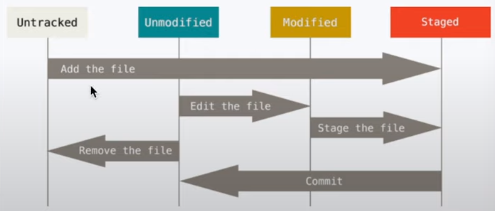 Untracked
Unmodified
Modified
Staged
Add the file
Edit the file
Stage the file
Remove the file
Commit